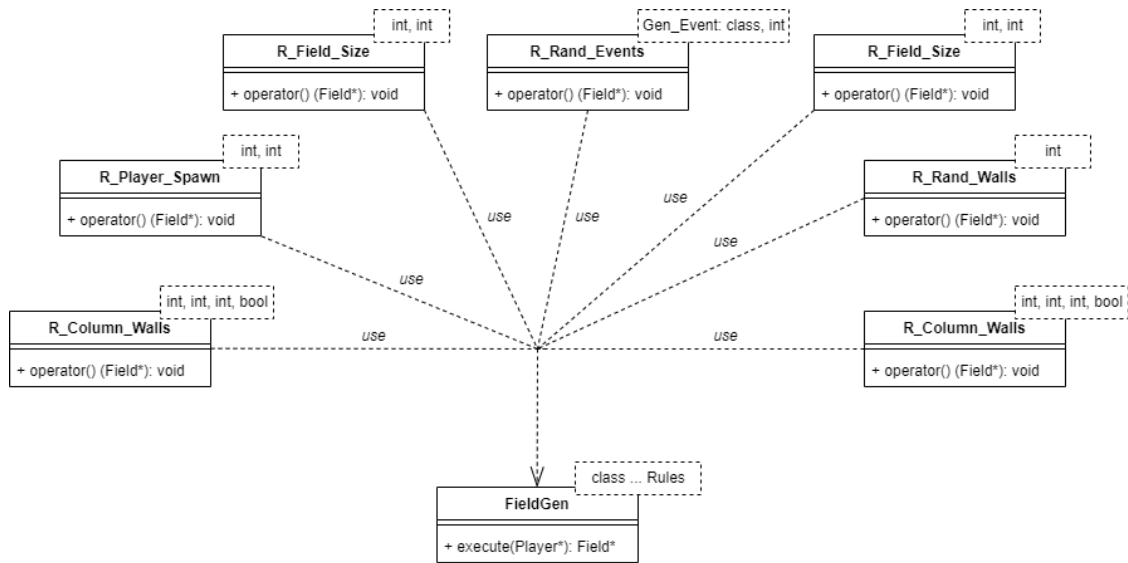 int, int
R_Field_Size
+ operator() (Field*): void
Gen_Event: class, int
R_Rand_Events
+ operator() (Field*): void
int, int
R_Field_Size
+ operator() (Field*): void
int, int
R_Player_Spawn
+ operator() (Field*): void
int
R_Rand_Walls
+ operator() (Field*): void
use
use
use
use
use
int, int, int, bool
R_Column_Walls
+ operator() (Field*): void
use
use
int, int, int, bool
R_Column_Walls
+ operator() (Field*): void
class ... Rules
FieldGen
+ execute(Player*): Field*